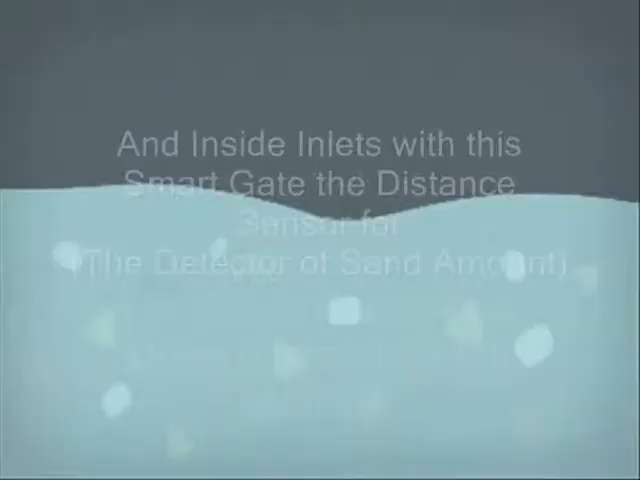 And Inside Inlets with this
Smart Gate the Distance
Sensor for
(The Detector of Sand Amount)